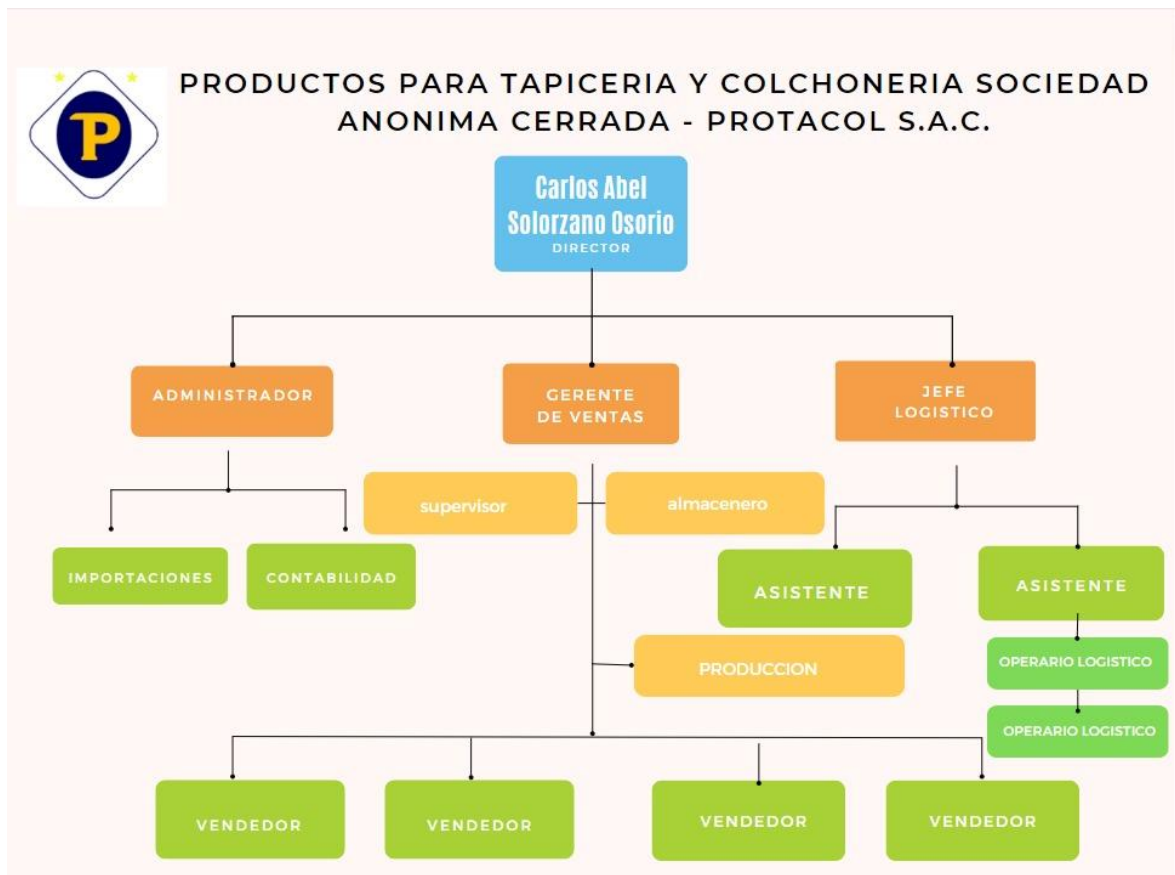 PRODUCTOS PARA TAPICERIA Y COLCHONERIA SOCIEDAD
ANONIMA CERRADA - PROTACOL S.A.C.
P
Carlos Abel
Solorzano Osorio
DIRECTOR
ADMINISTRADOR
GERENTE
DE VENTAS
JEFE
LOGISTICO
supervisor
almacenero
IMPORTACIONES
CONTABILIDAD
ASISTENTE
ASISTENTE
PRODUCCION
OPERARIO LOGISTICO
OPERARIO LOGISTICO
VENDEDOR
VENDEDOR
VENDEDOR
VENDEDOR